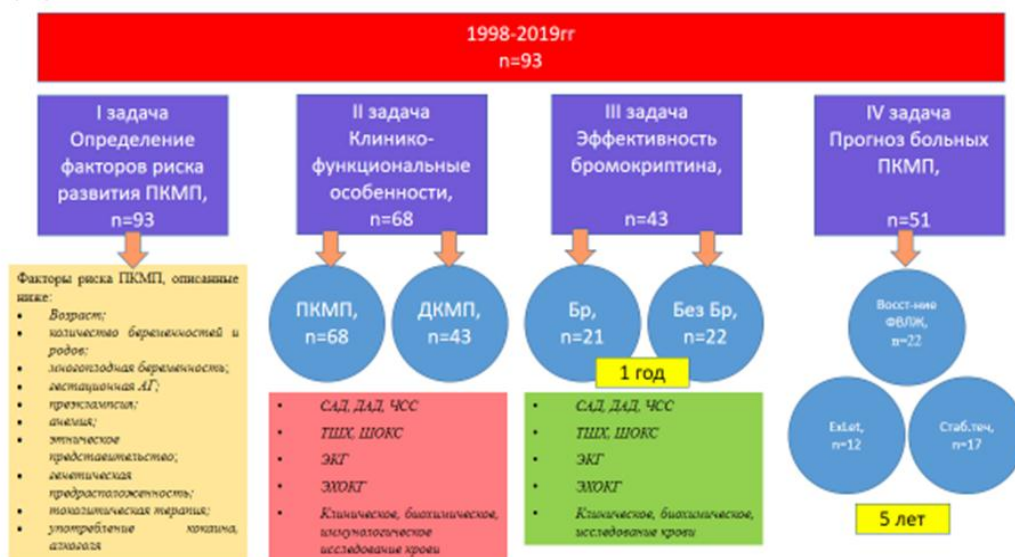 1998-2019гг
n=93
I задача
Определение
факторов риска
развития ПКМП,
n=93
II задача
Клинико-
функциональные
особенности,
n=68
III задача
Эффективность
бромокриптина,
n=43
IV задача
Прогноз больных
ПКМП,
n=51
Факторы риска ПКМП, описанные
ниже:
• Возраст;
• количество беременностей и
родов;
• многоплодная беременность;
• гестационная АГ;
• преэклампсия;
• анемия;
• этническое
представительство;
• генетическая
предрасположенность;
• токолитическая терапия;
• употребление кокаина,
алкоголя
ПКМП,
n=68
ДКМП,
n=43
• САД, ДАД, ЧСС
• ТШХ, ШОКС
• ЭКГ
• ЭХОКГ
• Клиническое, биохимическое,
иммунологическое
исследование крови
Бр,
n=21
Без Бр,
n=22
1 год
• САД, ДАД, ЧСС
• ТШХ, ШОКС
• ЭКГ
• ЭХОКГ
• Клиническое, биохимическое,
исследование крови
Восст-ние
ФВЛЖ,
n=22
ExLet,
n=12
Стаб.теч,
n=17
5 лет